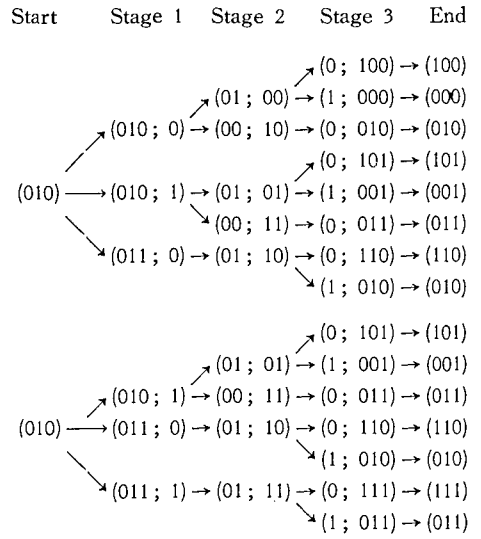 Start Stage 1 Stage 2 Stage 3 End
(0 ; 100) → (100)
(01 ; 00) → (1 ; 000) → (000)
(010 ; 0) → (00 ; 10) → (0 ; 010) → (010)
(0 ; 101) → (101)
(010) → (010 ; 1) → (01 ; 01) → (1 ; 001) → (001)
(00 ; 11) → (0 ; 011) → (011)
(011 ; 0) → (01 ; 10) → (0 ; 110) → (110)
(1 ; 010) → (010)
(0 ; 101) → (101)
(01 ; 01) → (1 ; 001) → (001)
(010 ; 1) → (00 ; 11) → (0 ; 011) → (011)
(010) → (011 ; 0) → (01 ; 10) → (0 ; 110) → (110)
(1 ; 010) → (010)
(011 ; 1) → (01 ; 11) → (0 ; 111) → (111)
(1 ; 011) → (011)